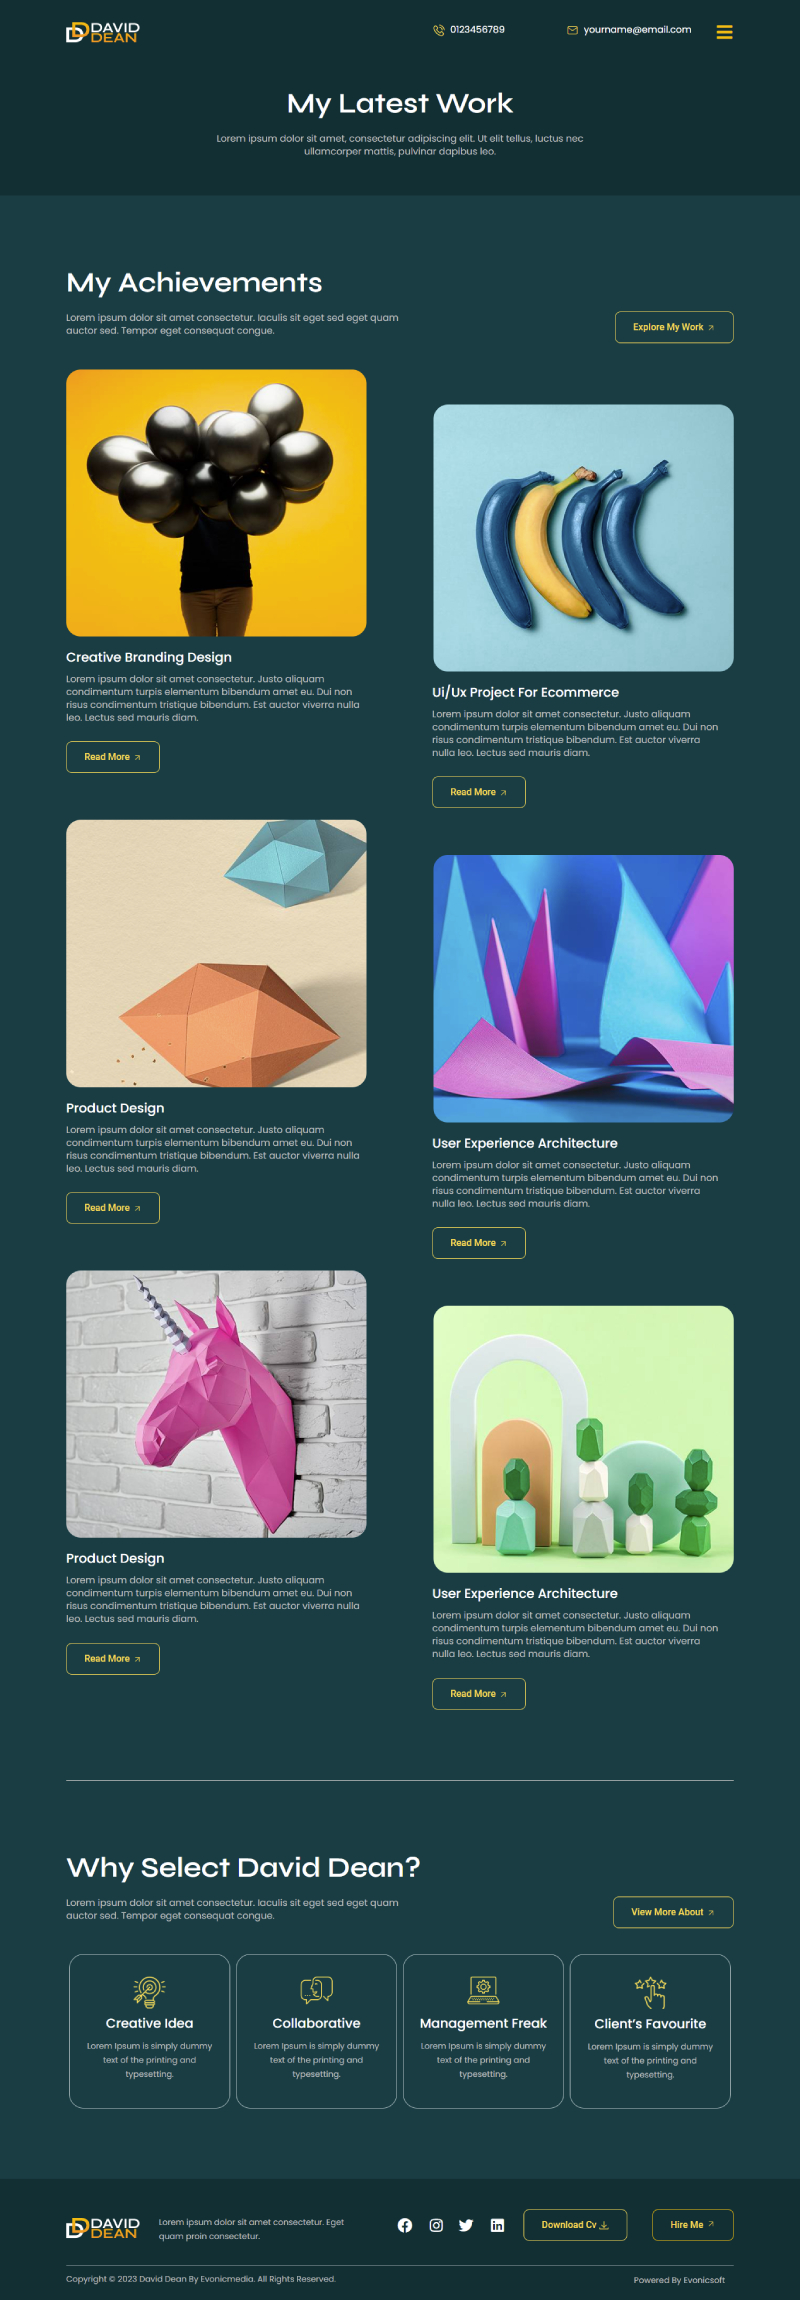 DAVID
DEAN
0123456789
yourname@email.com
My Latest Work
Lorem ipsum dolor sit amet, consectetur adipiscing elit. Ut elit tellus, luctus nec
ullamcorper mattis, pulvinar dapibus leo.
My Achievements
Lorem ipsum dolor sit amet consectetur. Iaculis sit eget sed eget quam
auctor sed. Tempor eget consequat congue.
Explore My Work
Creative Branding Design
Lorem ipsum dolor sit amet consectetur. Justo aliquam
condimentum turpis elementum bibendum amet eu. Dui non
risus condimentum tristique bibendum. Est auctor viverra nulla
leo. Lectus sed mauris diam.
Read More
Ui/Ux Project For Ecommerce
Lorem ipsum dolor sit amet consectetur. Justo aliquam
condimentum turpis elementum bibendum amet eu. Dui non
risus condimentum tristique bibendum. Est auctor viverra
nulla leo. Lectus sed mauris diam.
Read More
Product Design
Lorem ipsum dolor sit amet consectetur. Justo aliquam
condimentum turpis elementum bibendum amet eu. Dui non
risus condimentum tristique bibendum. Est auctor viverra nulla
leo. Lectus sed mauris diam.
Read More
User Experience Architecture
Lorem ipsum dolor sit amet consectetur. Justo aliquam
condimentum turpis elementum bibendum amet eu. Dui non
risus condimentum tristique bibendum. Est auctor viverra
nulla leo. Lectus sed mauris diam.
Read More
Product Design
Lorem ipsum dolor sit amet consectetur. Justo aliquam
condimentum turpis elementum bibendum amet eu. Dui non
risus condimentum tristique bibendum. Est auctor viverra nulla
leo. Lectus sed mauris diam.
Read More
User Experience Architecture
Lorem ipsum dolor sit amet consectetur. Justo aliquam
condimentum turpis elementum bibendum amet eu. Dui non
risus condimentum tristique bibendum. Est auctor viverra
nulla leo. Lectus sed mauris diam.
Read More
Why Select David Dean?
Lorem ipsum dolor sit amet consectetur. Iaculis sit eget sed eget quam
auctor sed. Tempor eget consequat congue.
View More About
Creative Idea
Lorem Ipsum is simply dummy
text of the printing and
typesetting.
Collaborative
Lorem Ipsum is simply dummy
text of the printing and
typesetting.
Management Freak
Lorem Ipsum is simply dummy
text of the printing and
typesetting.
Client's Favourite
Lorem Ipsum is simply dummy
text of the printing and
typesetting.
DAVID
DEAN
Lorem ipsum dolor sit amet consectetur. Eget
quam proin consectetur.
Download Cv
Hire Me
Copyright © 2023 David Dean By Evonicmedia. All Rights Reserved.
Powered By Evonicsoft